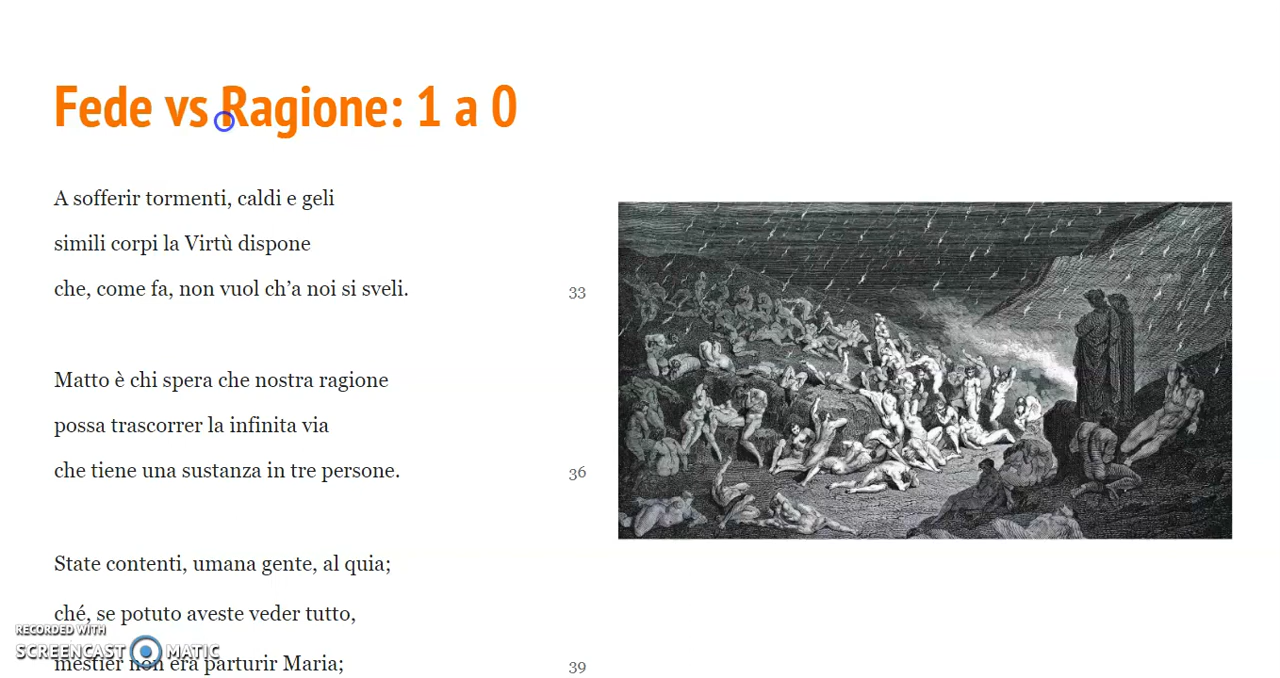 Fede vs Ragione: 1 a 0
A sofferir tormenti, caldi e geli
simili corpi la Virtù dispone
che, come fa, non vuol ch’a noi si sveli. 33
Matto è chi spera che nostra ragione
possa trascorrer la infinita via
che tiene una sustanza in tre persone. 36
State contenti, umana gente, al quia;
ché, se potuto aveste veder tutto,
mestier non era parturir Maria; 39
RECORDED WITH
SCREENCAST MATIC